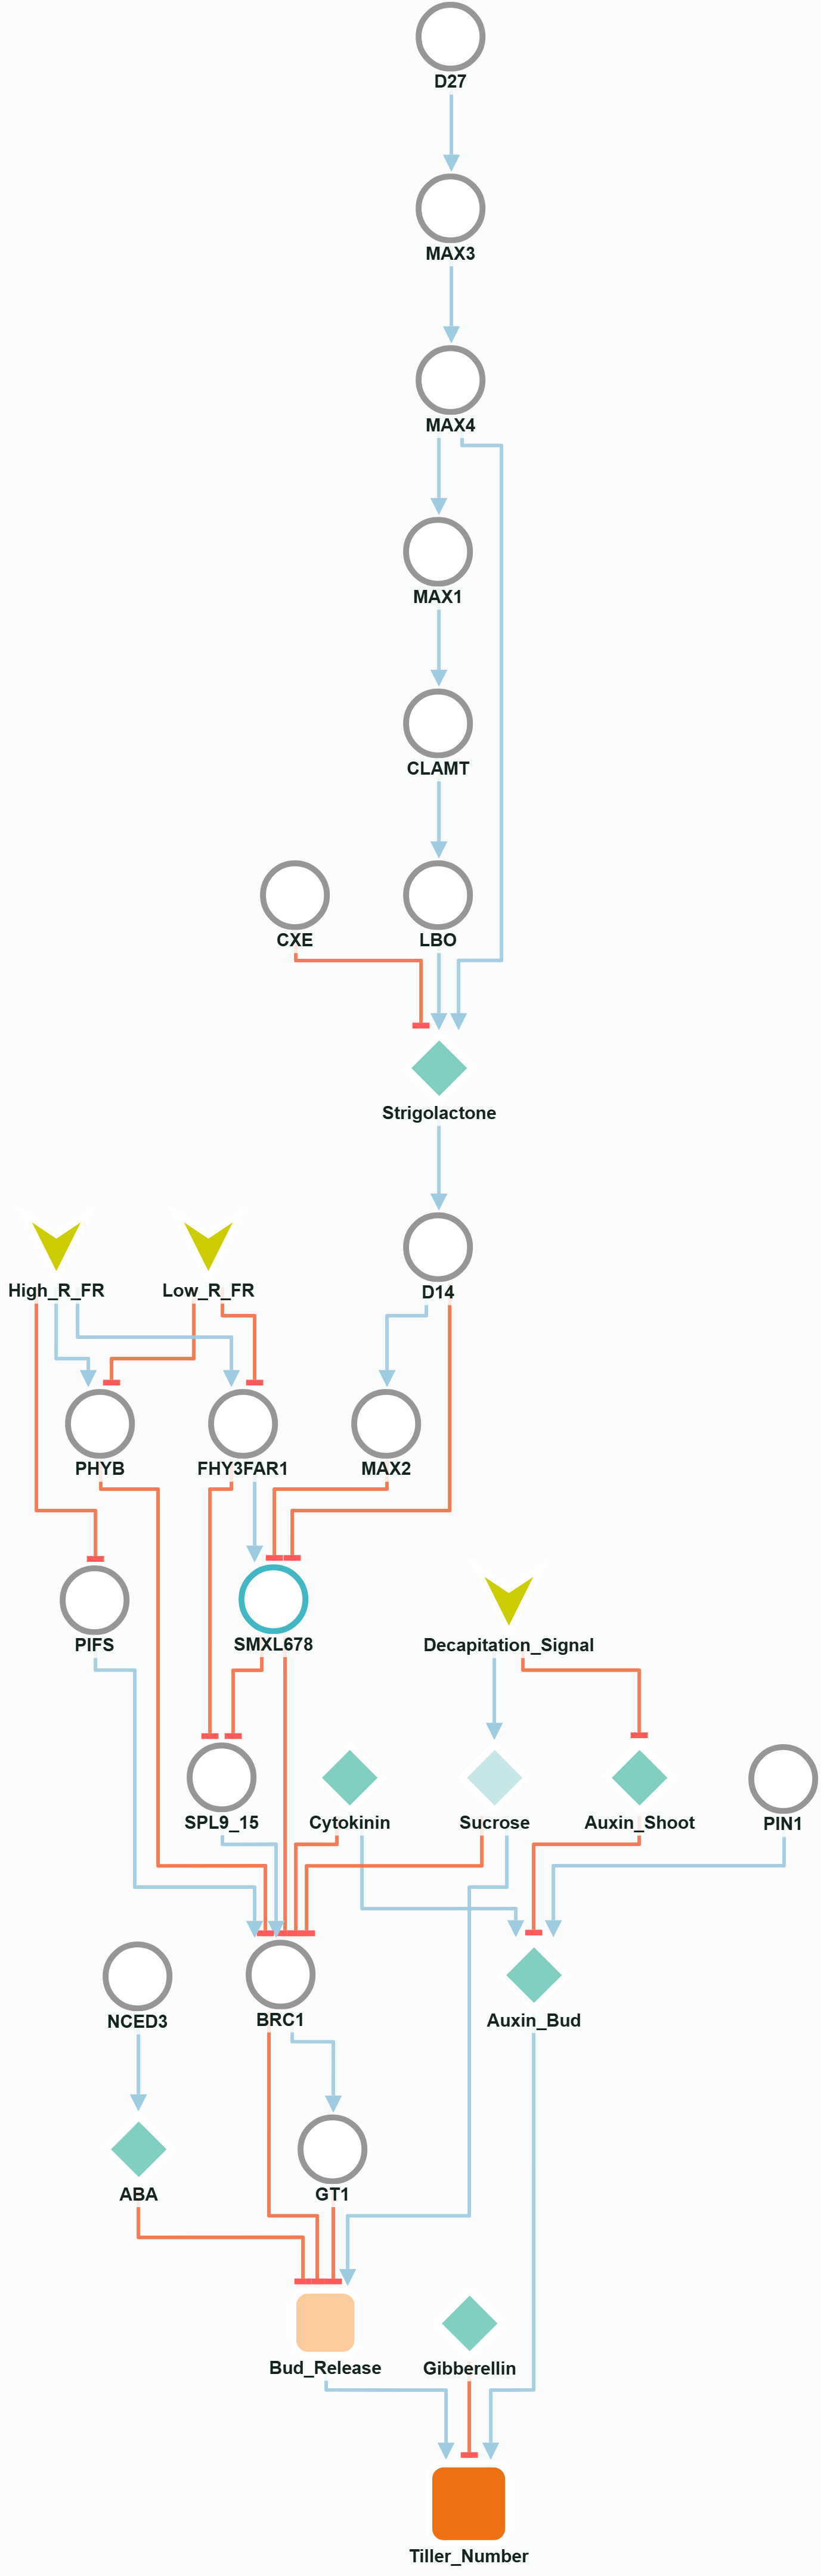 D27
MAX3
MAX4
MAX1
CLAMT
CXE
LBO
Strigolactone
High_R_FR
Low_R_FR
D14
PHYB
FHY3FAR1
MAX2
PIFS
SMXL678
Decapitation_Signal
SPL9_15
Cytokinin
Sucrose
Auxin_Shoot
PIN1
NCED3
BRC1
Auxin_Bud
ABA
GT1
Bud_Release
Gibberellin
Tiller_Number